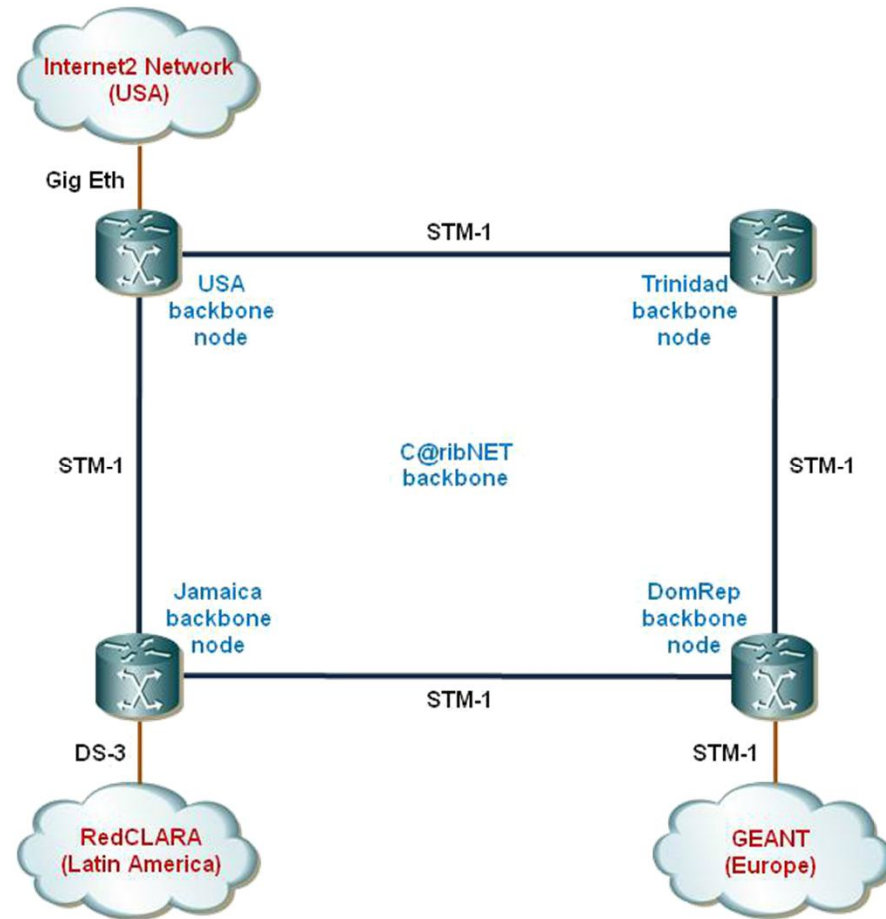 Internet2 Network
(USA)
Gig Eth
STM-1
USA
backbone
node
Trinidad
backbone
node
STM-1
C@ribNET
backbone
STM-1
Jamaica
backbone
node
DomRep
backbone
node
STM-1
DS-3
STM-1
RedCLARA
(Latin America)
GEANT
(Europe)